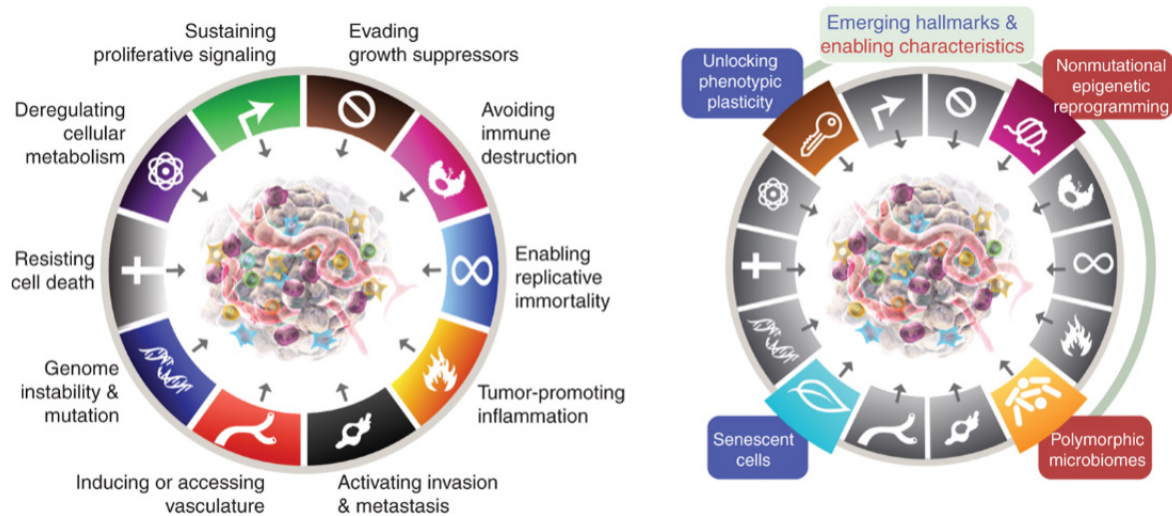 Sustaining
proliferative signaling
Evading
growth suppressors
Deregulating
cellular
metabolism
Avoiding
immune
destruction
Resisting
cell death
Enabling
replicative
immortality
Genome
instability &
mutation
Tumor-promoting
inflammation
Inducing or accessing
vasculature
Activating invasion
& metastasis
Emerging hallmarks &
enabling characteristics
Unlocking
phenotypic
plasticity
Nonmutational
epigenetic
reprogramming
Senescent
cells
Polymorphic
microbiomes